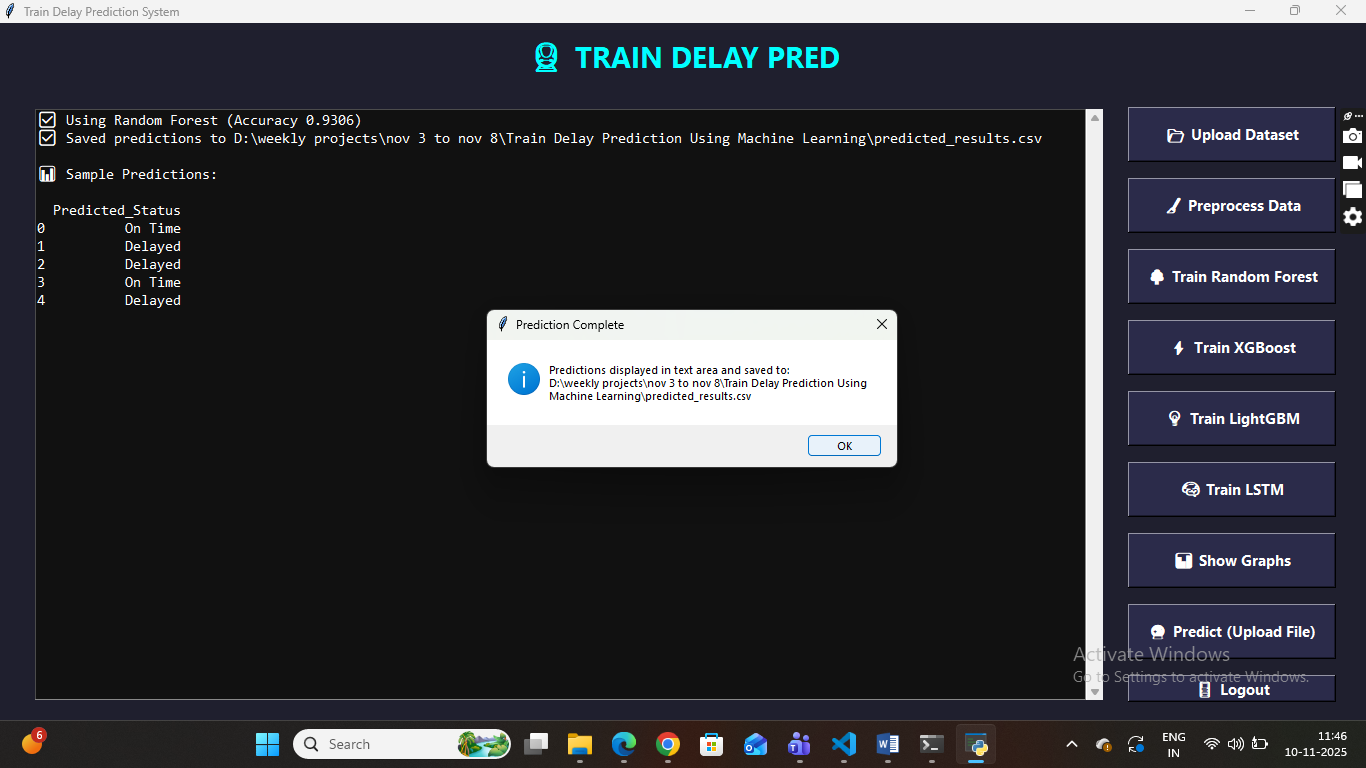 Train Delay Prediction System
TRAIN DELAY PRED
Using Random Forest (Accuracy 0.9306)
Saved predictions to D:\weekly projects\nov 3 to nov 8\Train Delay Prediction Using Machine Learning\predicted_results.csv
Sample Predictions:
Predicted_Status
0 On Time
1 Delayed
2 Delayed
3 On Time
4 Delayed
Prediction Complete
Predictions displayed in text area and saved to:
D:\weekly projects\nov 3 to nov 8\Train Delay Prediction Using
Machine Learning\predicted_results.csv
OK
Upload Dataset
Preprocess Data
Train Random Forest
Train XGBoost
Train LightGBM
Train LSTM
Show Graphs
Predict (Upload File)
Activate Windows
Go to Settings to activate Windows.
Logout
6
Search
ENG
IN
11:46
10-11-2025